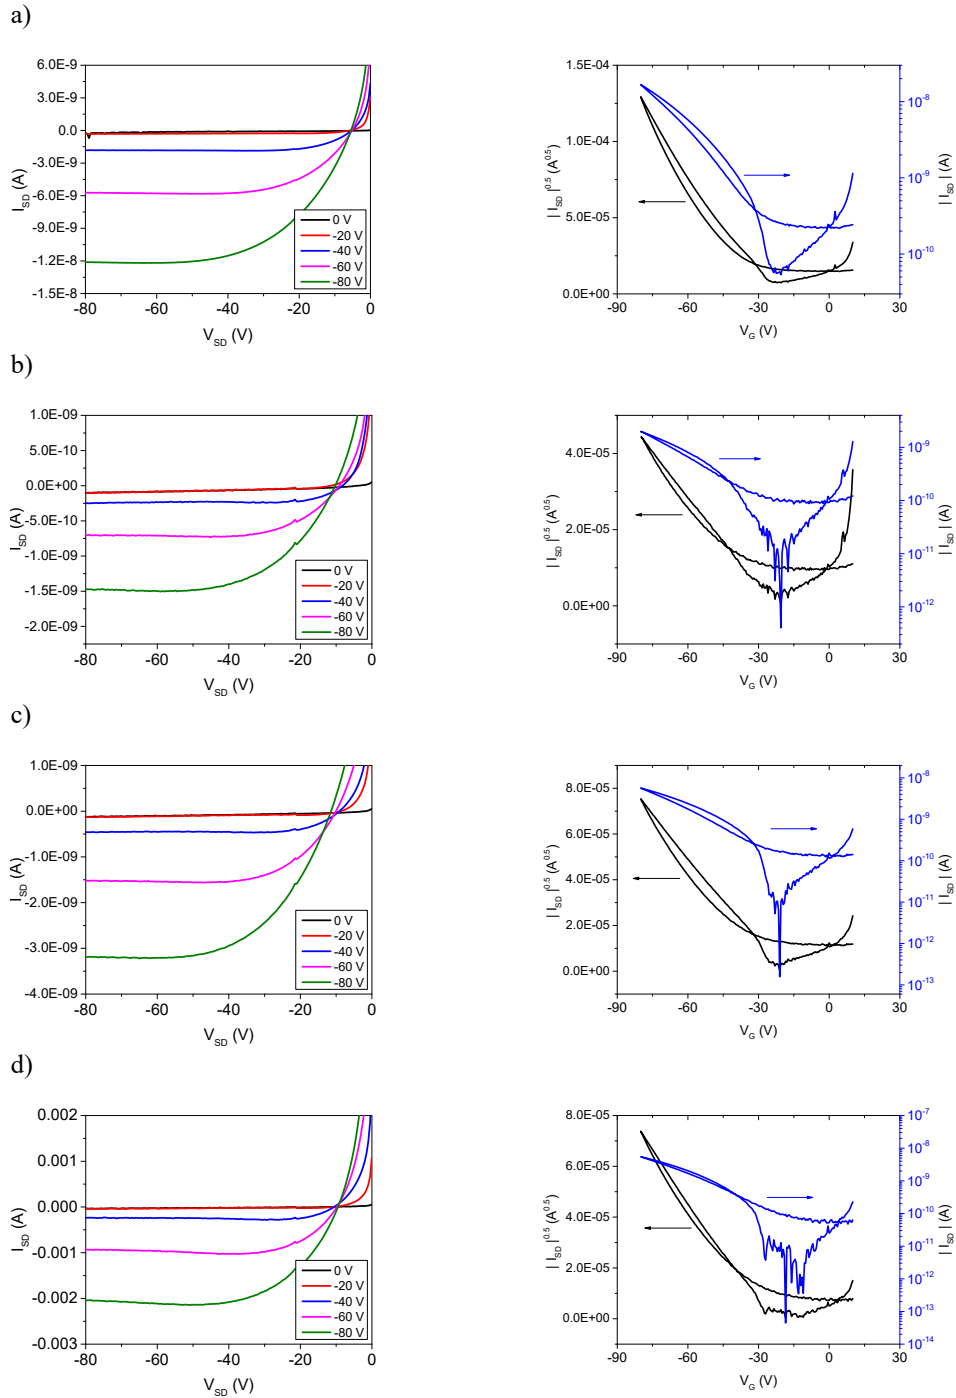 a)
6.0E-9
3.0E-9
0.0
-3.0E-9
-6.0E-9
-9.0E-9
-1.2E-8
-1.5E-8
I_SD (A)
-80 -60 -40 -20 0
V_SD (V)
0 V
-20 V
-40 V
-60 V
-80 V
1.5E-04
1.0E-04
5.0E-05
0.0E+00
| I_SD |^0.5 (A^0.5)
10^-8
10^-9
10^-10
| I_SD | (A)
-90 -60 -30 0 30
V_G (V)
b)
1.0E-09
5.0E-10
0.0E+00
-5.0E-10
-1.0E-09
-1.5E-09
-2.0E-09
I_SD (A)
-80 -60 -40 -20 0
V_SD (V)
0 V
-20 V
-40 V
-60 V
-80 V
4.0E-05
2.0E-05
0.0E+00
| I_SD |^0.5 (A^0.5)
10^-9
10^-10
10^-11
10^-12
| I_SD | (A)
-90 -60 -30 0 30
V_G (V)
c)
1.0E-09
0.0E+00
-1.0E-09
-2.0E-09
-3.0E-09
-4.0E-09
I_SD (A)
-80 -60 -40 -20 0
V_SD (V)
0 V
-20 V
-40 V
-60 V
-80 V
8.0E-05
6.0E-05
4.0E-05
2.0E-05
0.0E+00
| I_SD |^0.5 (A^0.5)
10^-8
10^-9
10^-10
10^-11
10^-12
10^-13
| I_SD | (A)
-90 -60 -30 0 30
V_G (V)
d)
0.002
0.001
0.000
-0.001
-0.002
-0.003
I_SD (A)
-80 -60 -40 -20 0
V_SD (V)
0 V
-20 V
-40 V
-60 V
-80 V
8.0E-05
6.0E-05
4.0E-05
2.0E-05
0.0E+00
| I_SD |^0.5 (A^0.5)
10^-7
10^-8
10^-9
10^-10
10^-11
10^-12
10^-13
10^-14
| I_SD | (A)
-90 -60 -30 0 30
V_G (V)